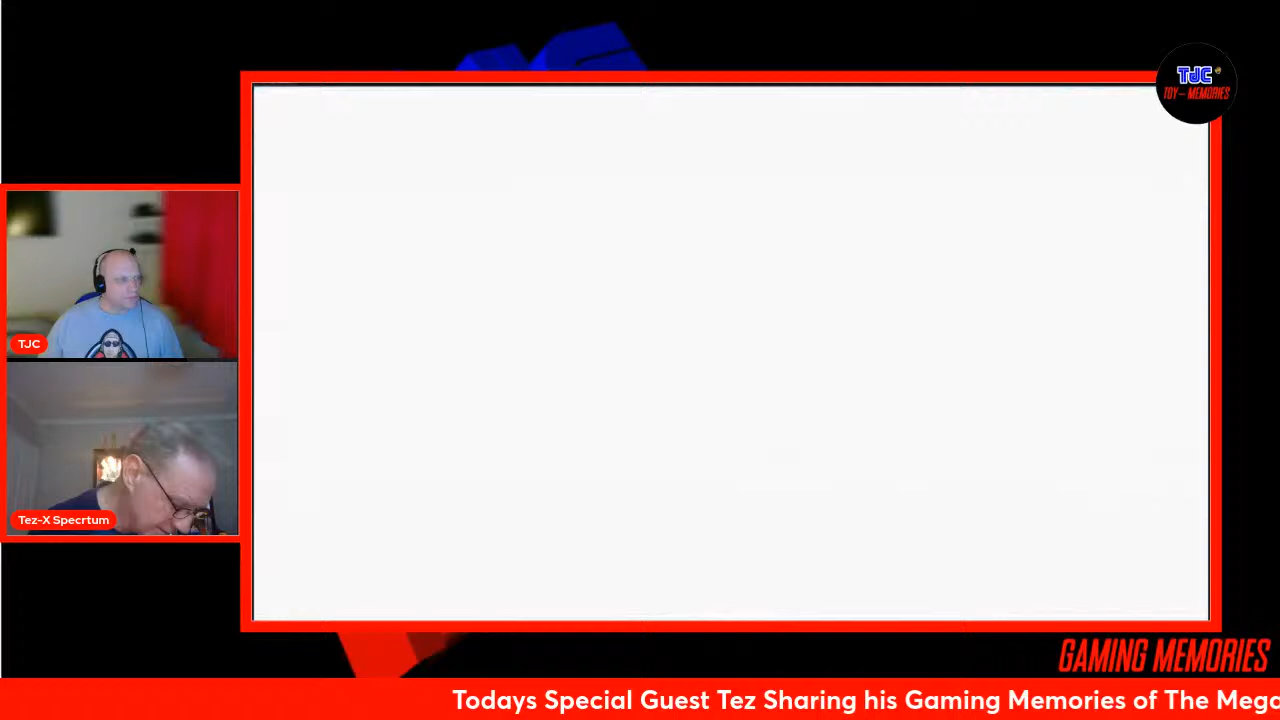 TJC
TOY - MEMORIES
TJC
Tez-X Specrtum
GAMING MEMORIES
Todays Special Guest Tez Sharing his Gaming Memories of The Mega